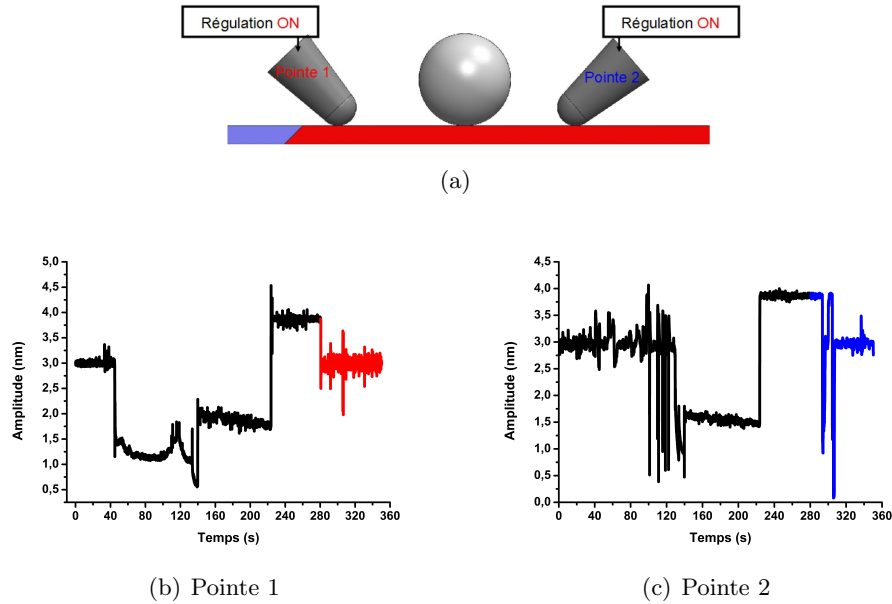 Régulation ON
Régulation ON
Pointe 1
Pointe 2
(a)
5,0
4,5
4,0
3,5
3,0
2,5
2,0
1,5
1,0
0,5
Amplitude (nm)
0 40 80 120 160 200 240 280 320 360
Temps (s)
(b) Pointe 1
4,5
4,0
3,5
3,0
2,5
2,0
1,5
1,0
0,5
0,0
Amplitude (nm)
0 40 80 120 160 200 240 280 320 360
Temps (s)
(c) Pointe 2